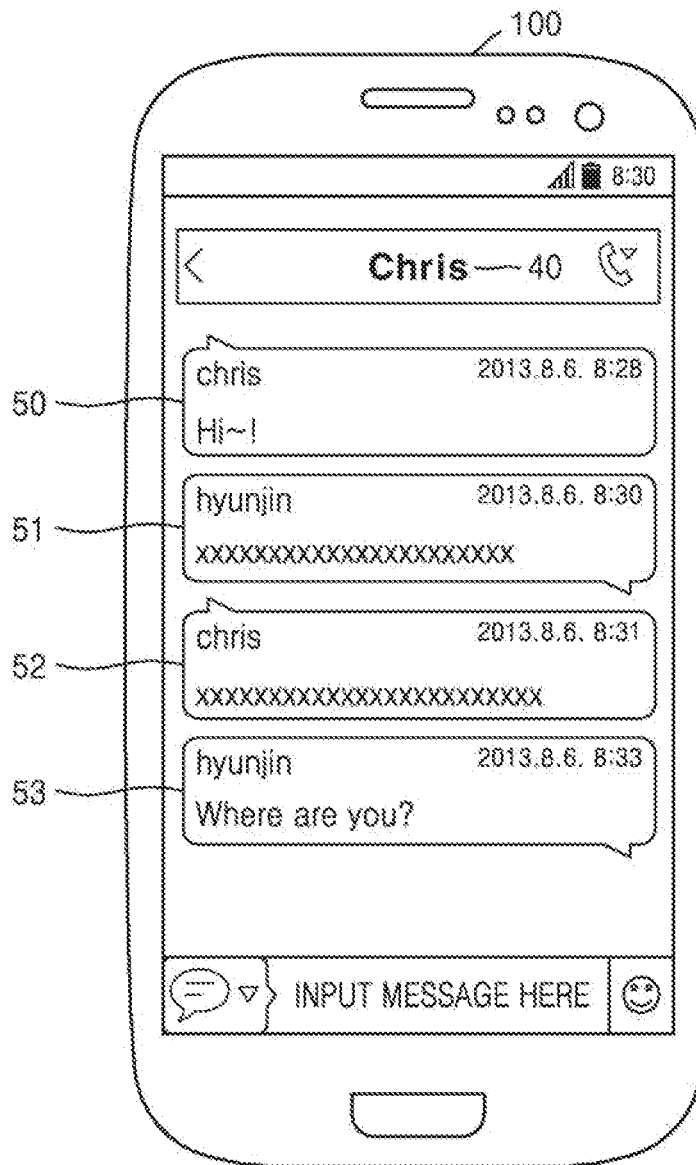 100
8:30
Chris 40
chris 2013.8.6. 8:28
50
Hi~!
hyunjin 2013.8.6. 8:30
51
xxxxxxxxxxxxxxxxxxxxxx
chris 2013.8.6. 8:31
52
xxxxxxxxxxxxxxxxxxxxxxxx
hyunjin 2013.8.6. 8:33
53
Where are you?
INPUT MESSAGE HERE